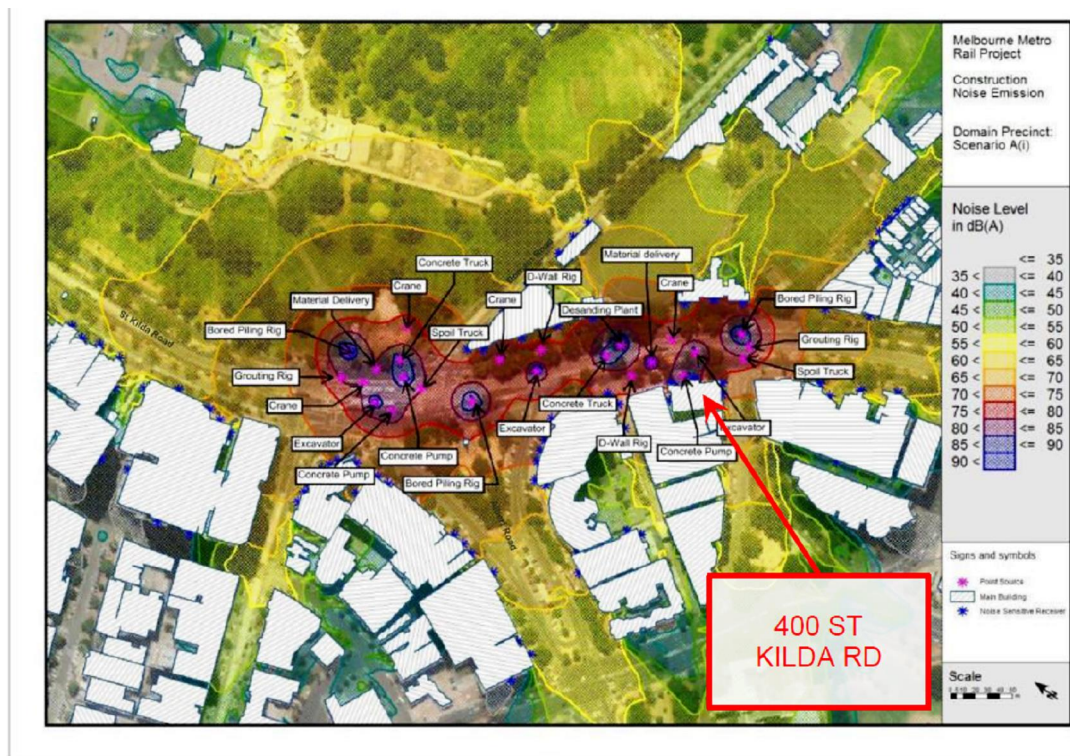 Melbourne Metro
Rail Project
Construction
Noise Emission
Domain Precinct:
Scenario A(i)
Noise Level
in dB(A)
<= 35
35 < <= 40
40 < <= 45
45 < <= 50
50 < <= 55
55 < <= 60
60 < <= 65
65 < <= 70
70 < <= 75
75 < <= 80
80 < <= 85
85 < <= 90
90 <
Signs and symbols
Point Source
Main Building
Noise Sensitive Receiver
Scale
St Kilda Road
Concrete Truck
Crane
Material Delivery
Bored Piling Rig
Spoil Truck
Grouting Rig
Crane
Excavator
Concrete Pump
Concrete Pump
Bored Piling Rig
Crane
D-Wall Rig
Desanding Plant
Material delivery
Crane
Bored Piling Rig
Grouting Rig
Spoil Truck
Excavator
Concrete Truck
D-Wall Rig
Excavator
Concrete Pump
Road
400 ST
KILDA RD